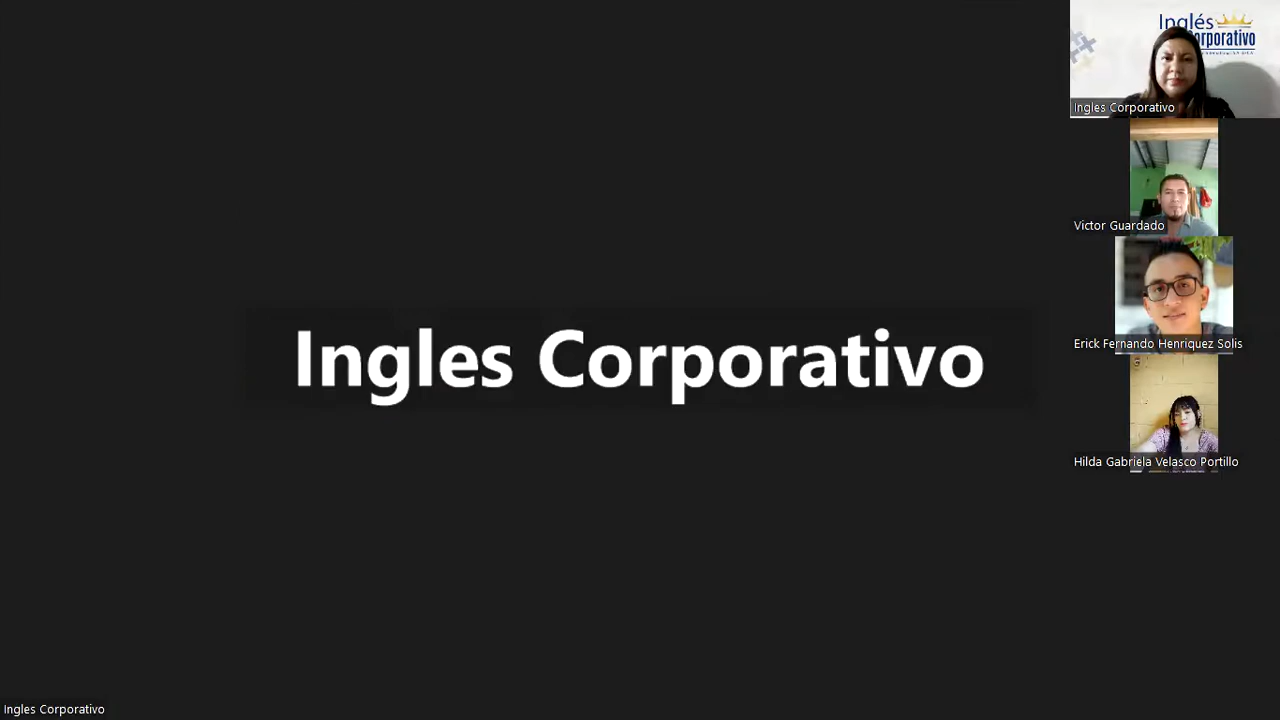 Inglés
Corporativo
Ingles Corporativo
Victor Guardado
Erick Fernando Henriquez Solis
Hilda Gabriela Velasco Portillo
Ingles Corporativo
Ingles Corporativo